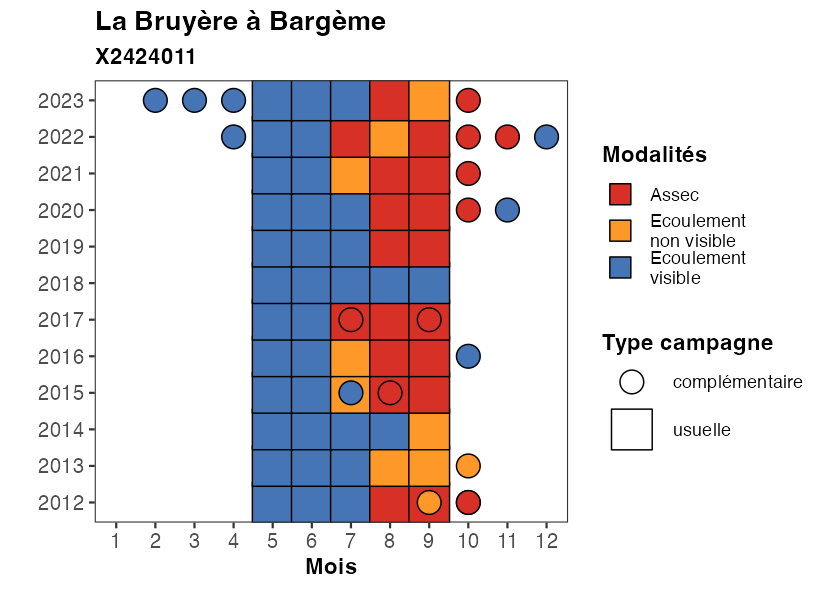 La Bruyère à Bargème
X2424011
2023
2022
2021
2020
2019
2018
2017
2016
2015
2014
2013
2012
1 2 3 4 5 6 7 8 9 10 11 12
Mois
Modalités
Assec
Ecoulement
non visible
Ecoulement
visible
Type campagne
complémentaire
usuelle